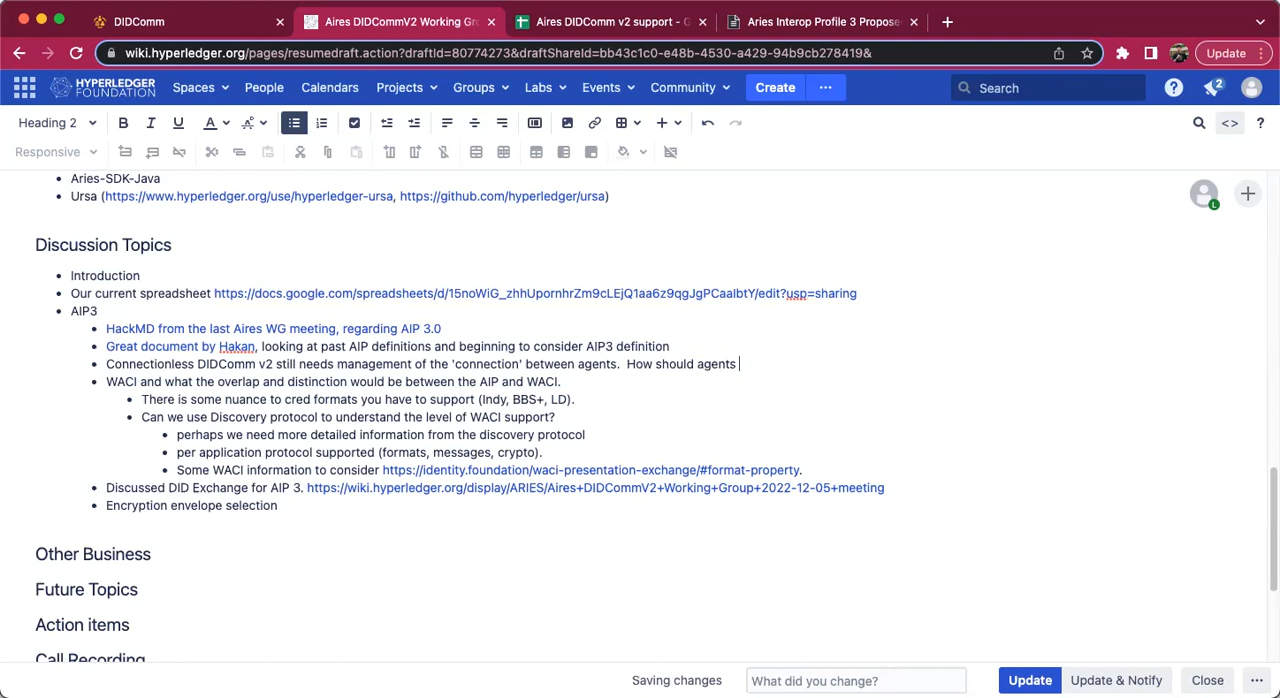 DIDComm
Aires DIDCommV2 Working Gro
Aires DIDComm v2 support - G
Aries Interop Profile 3 Propose
wiki.hyperledger.org/pages/resumedraft.action?draftId=80774273&draftShareId=bb43c1c0-e48b-4530-a429-94b9cb278419&
Update
HYPERLEDGER FOUNDATION
Spaces
People
Calendars
Projects
Groups
Labs
Events
Community
Create
Search
2
Heading 2
B I U A
Responsive
L
Aries-SDK-Java
Ursa (https://www.hyperledger.org/use/hyperledger-ursa, https://github.com/hyperledger/ursa)
Discussion Topics
Introduction
Our current spreadsheet https://docs.google.com/spreadsheets/d/15noWiG_zhhUpornhrZm9cLEjQ1aa6z9qgJgPCaaIbtY/edit?usp=sharing
AIP3
HackMD from the last Aires WG meeting, regarding AIP 3.0
Great document by Hakan, looking at past AIP definitions and beginning to consider AIP3 definition
Connectionless DIDComm v2 still needs management of the 'connection' between agents.  How should agents
WACI and what the overlap and distinction would be between the AIP and WACI.
There is some nuance to cred formats you have to support (Indy, BBS+, LD).
Can we use Discovery protocol to understand the level of WACI support?
perhaps we need more detailed information from the discovery protocol
per application protocol supported (formats, messages, crypto).
Some WACI information to consider https://identity.foundation/waci-presentation-exchange/#format-property.
Discussed DID Exchange for AIP 3. https://wiki.hyperledger.org/display/ARIES/Aires+DIDCommV2+Working+Group+2022-12-05+meeting
Encryption envelope selection
Other Business
Future Topics
Action items
Call Recording
Saving changes
What did you change?
Update
Update & Notify
Close